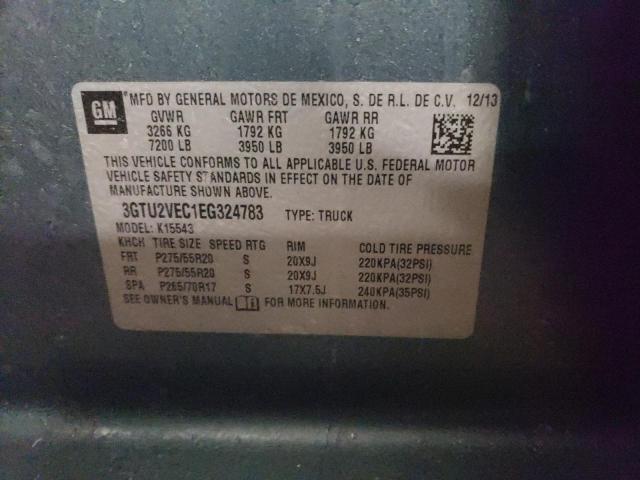 GM MFD BY GENERAL MOTORS DE MEXICO, S. DE R.L. DE C.V. 12/13
GVWR GAWR FRT GAWR RR
3266 KG 1792 KG 1792 KG
7200 LB 3950 LB 3950 LB
THIS VEHICLE CONFORMS TO ALL APPLICABLE U.S. FEDERAL MOTOR
VEHICLE SAFETY STANDARDS IN EFFECT ON THE DATE OF
MANUFACTURE SHOWN ABOVE.
3GTU2VEC1EG324783 TYPE: TRUCK
MODEL: K15543
KHCH TIRE SIZE SPEED RTG RIM COLD TIRE PRESSURE
FRT P275/55R20 S 20X9J 220KPA(32PSI)
RR P275/55R20 S 20X9J 220KPA(32PSI)
SPA P265/70R17 S 17X7.5J 240KPA(35PSI)
SEE OWNER'S MANUAL FOR MORE INFORMATION.